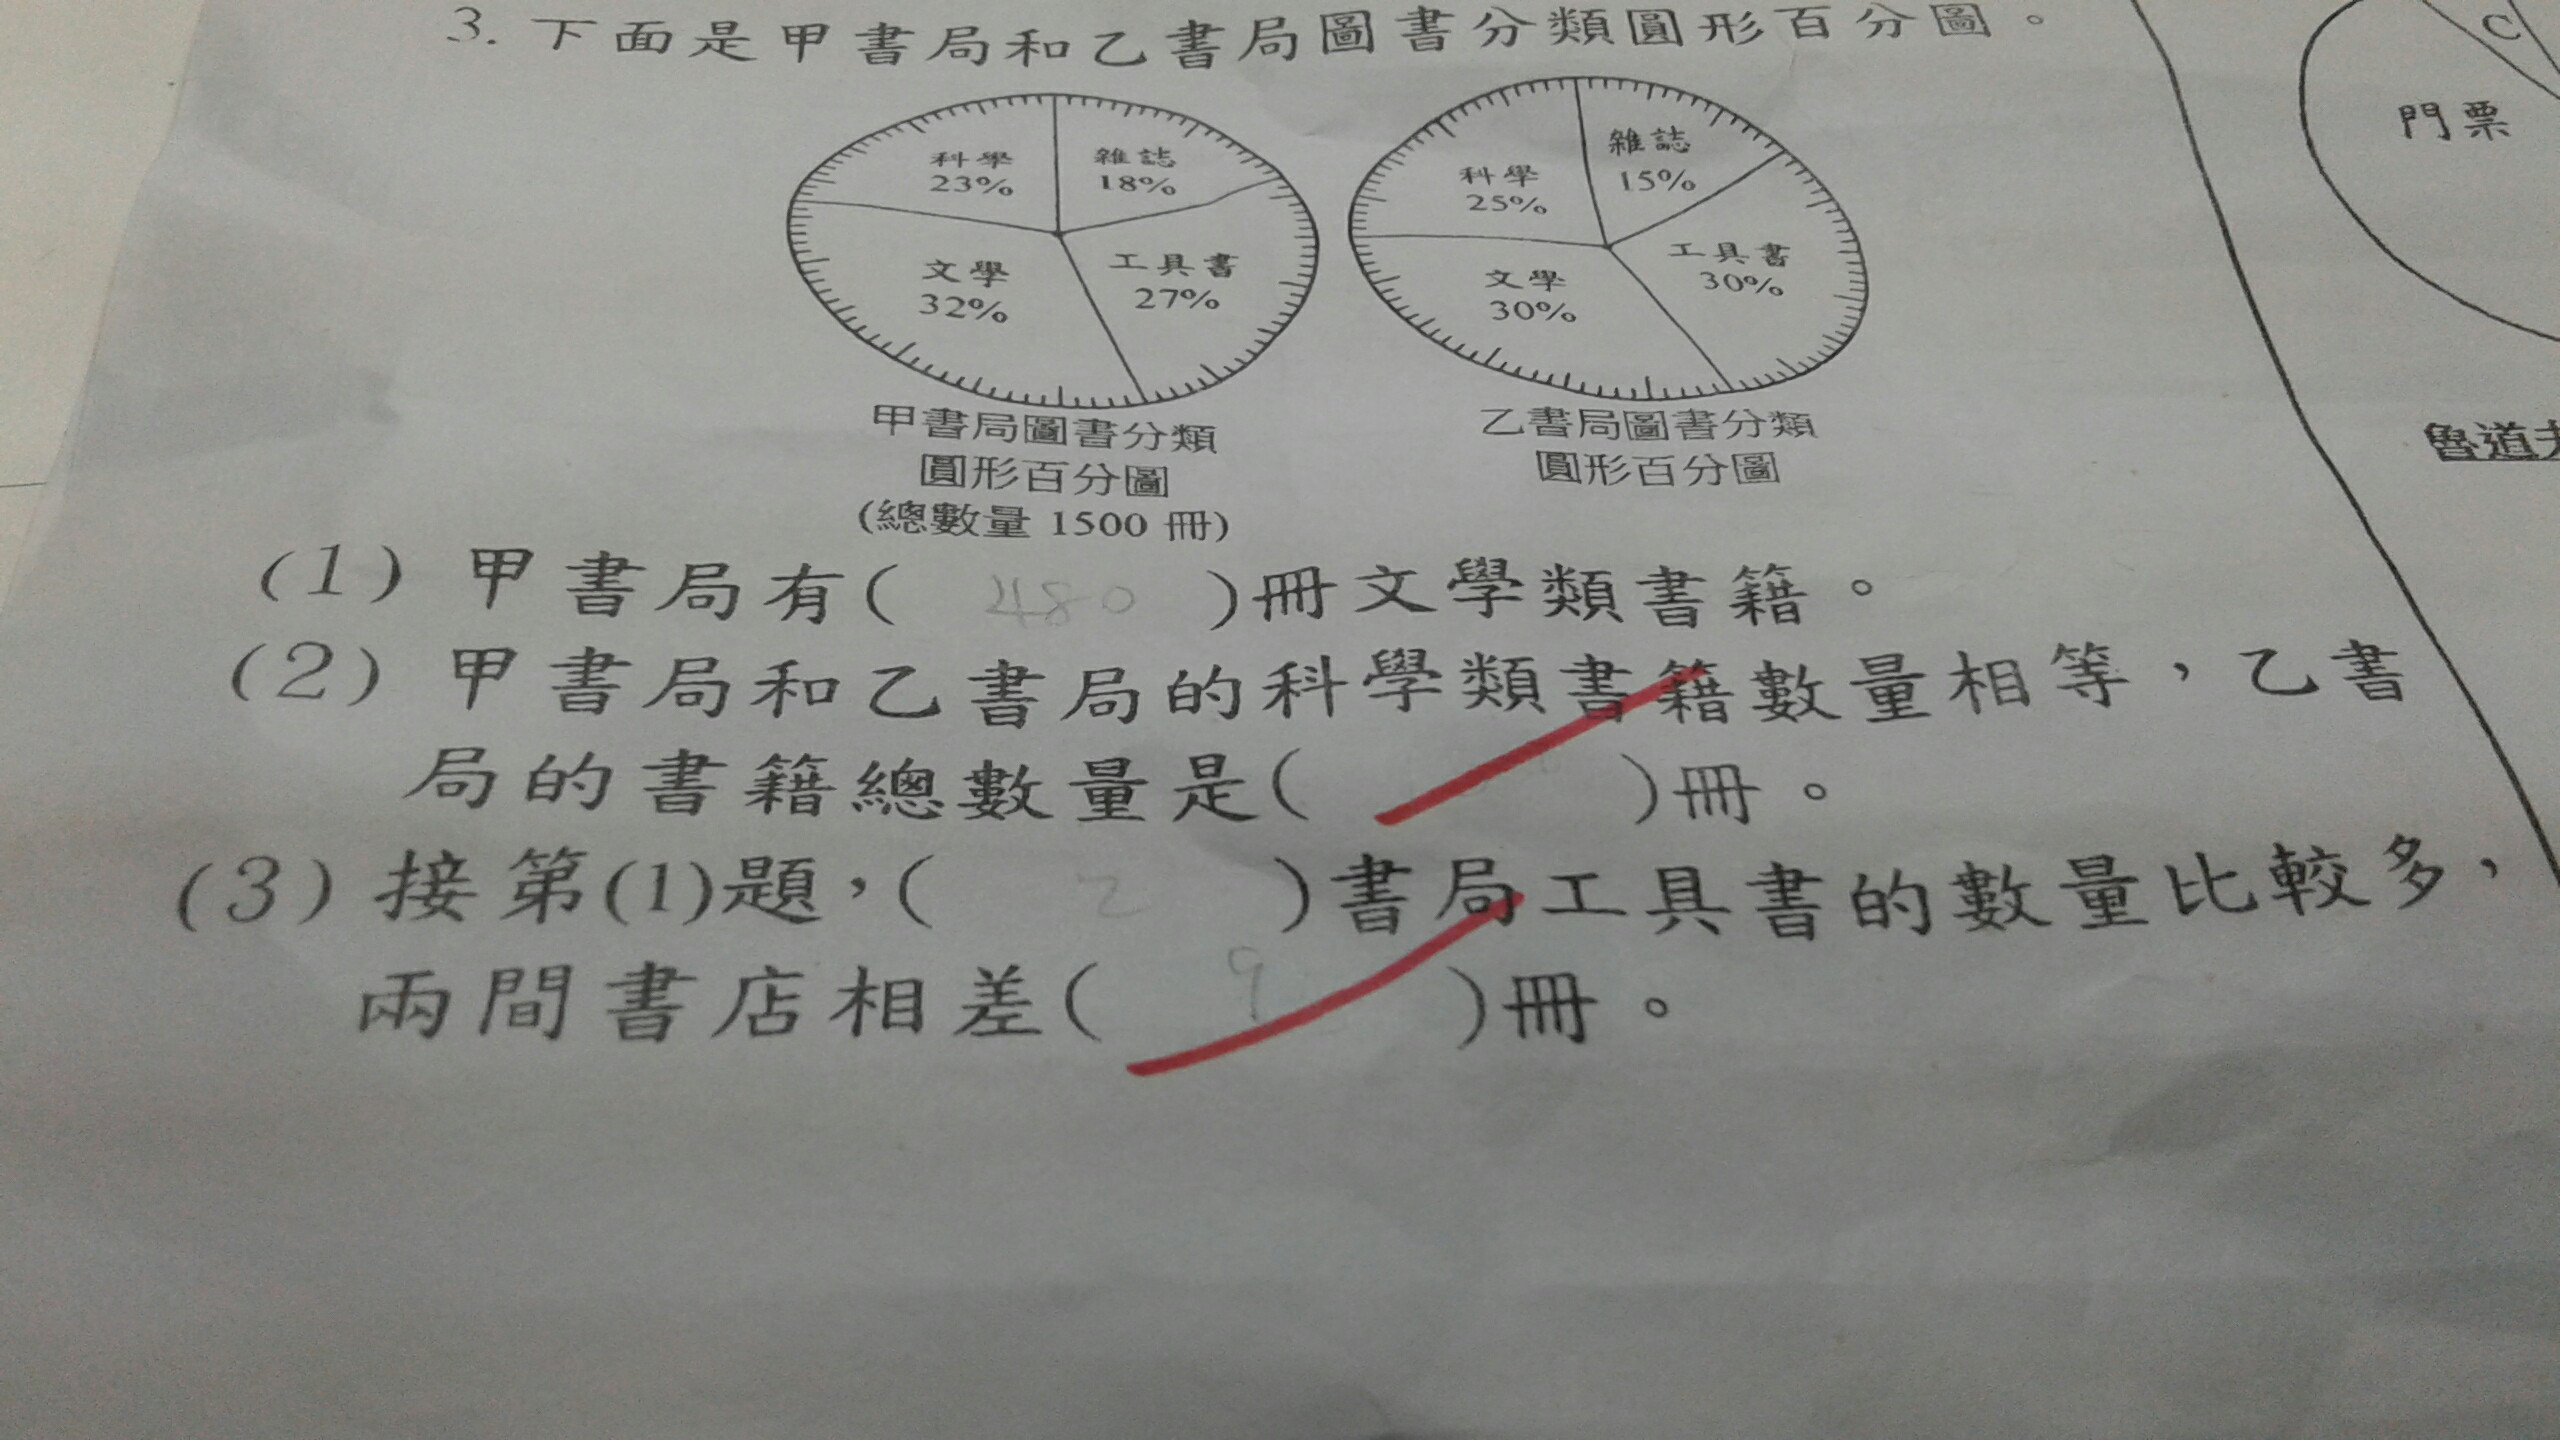 3. 下面是甲書局和乙書局圖書分類圓形百分圖。
科學
23%
雜誌
18%
文學
32%
工具書
27%
甲書局圖書分類
圓形百分圖
(總數量 1500 冊)
科學
25%
雜誌
15%
文學
30%
工具書
30%
乙書局圖書分類
圓形百分圖
C
門票
魯道夫
(1) 甲書局有( 480 )冊文學類書籍。
(2) 甲書局和乙書局的科學類書籍數量相等，乙書
局的書籍總數量是( )冊。
(3) 接第(1)題，( 乙 )書局工具書的數量比較多，
兩間書店相差( 9 )冊。